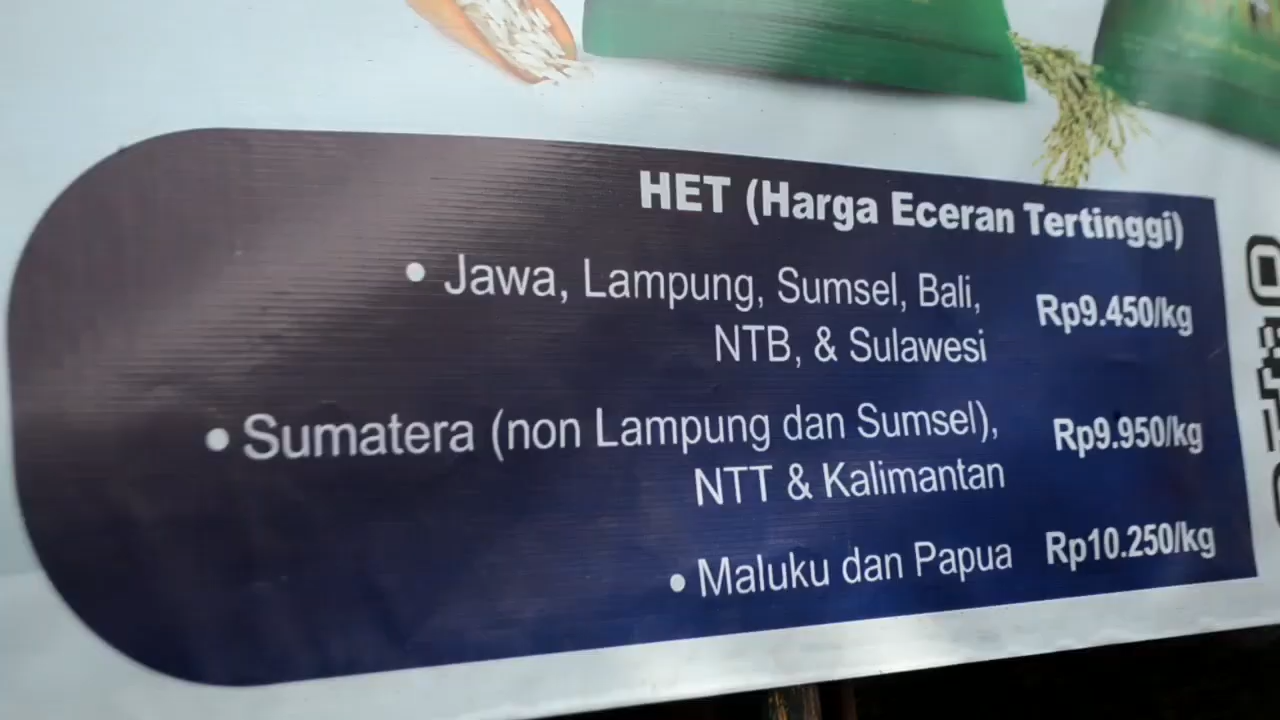 HET (Harga Eceran Tertinggi)
• Jawa, Lampung, Sumsel, Bali,
NTB, & Sulawesi
Rp9.450/kg
• Sumatera (non Lampung dan Sumsel),
NTT & Kalimantan
Rp9.950/kg
• Maluku dan Papua
Rp10.250/kg